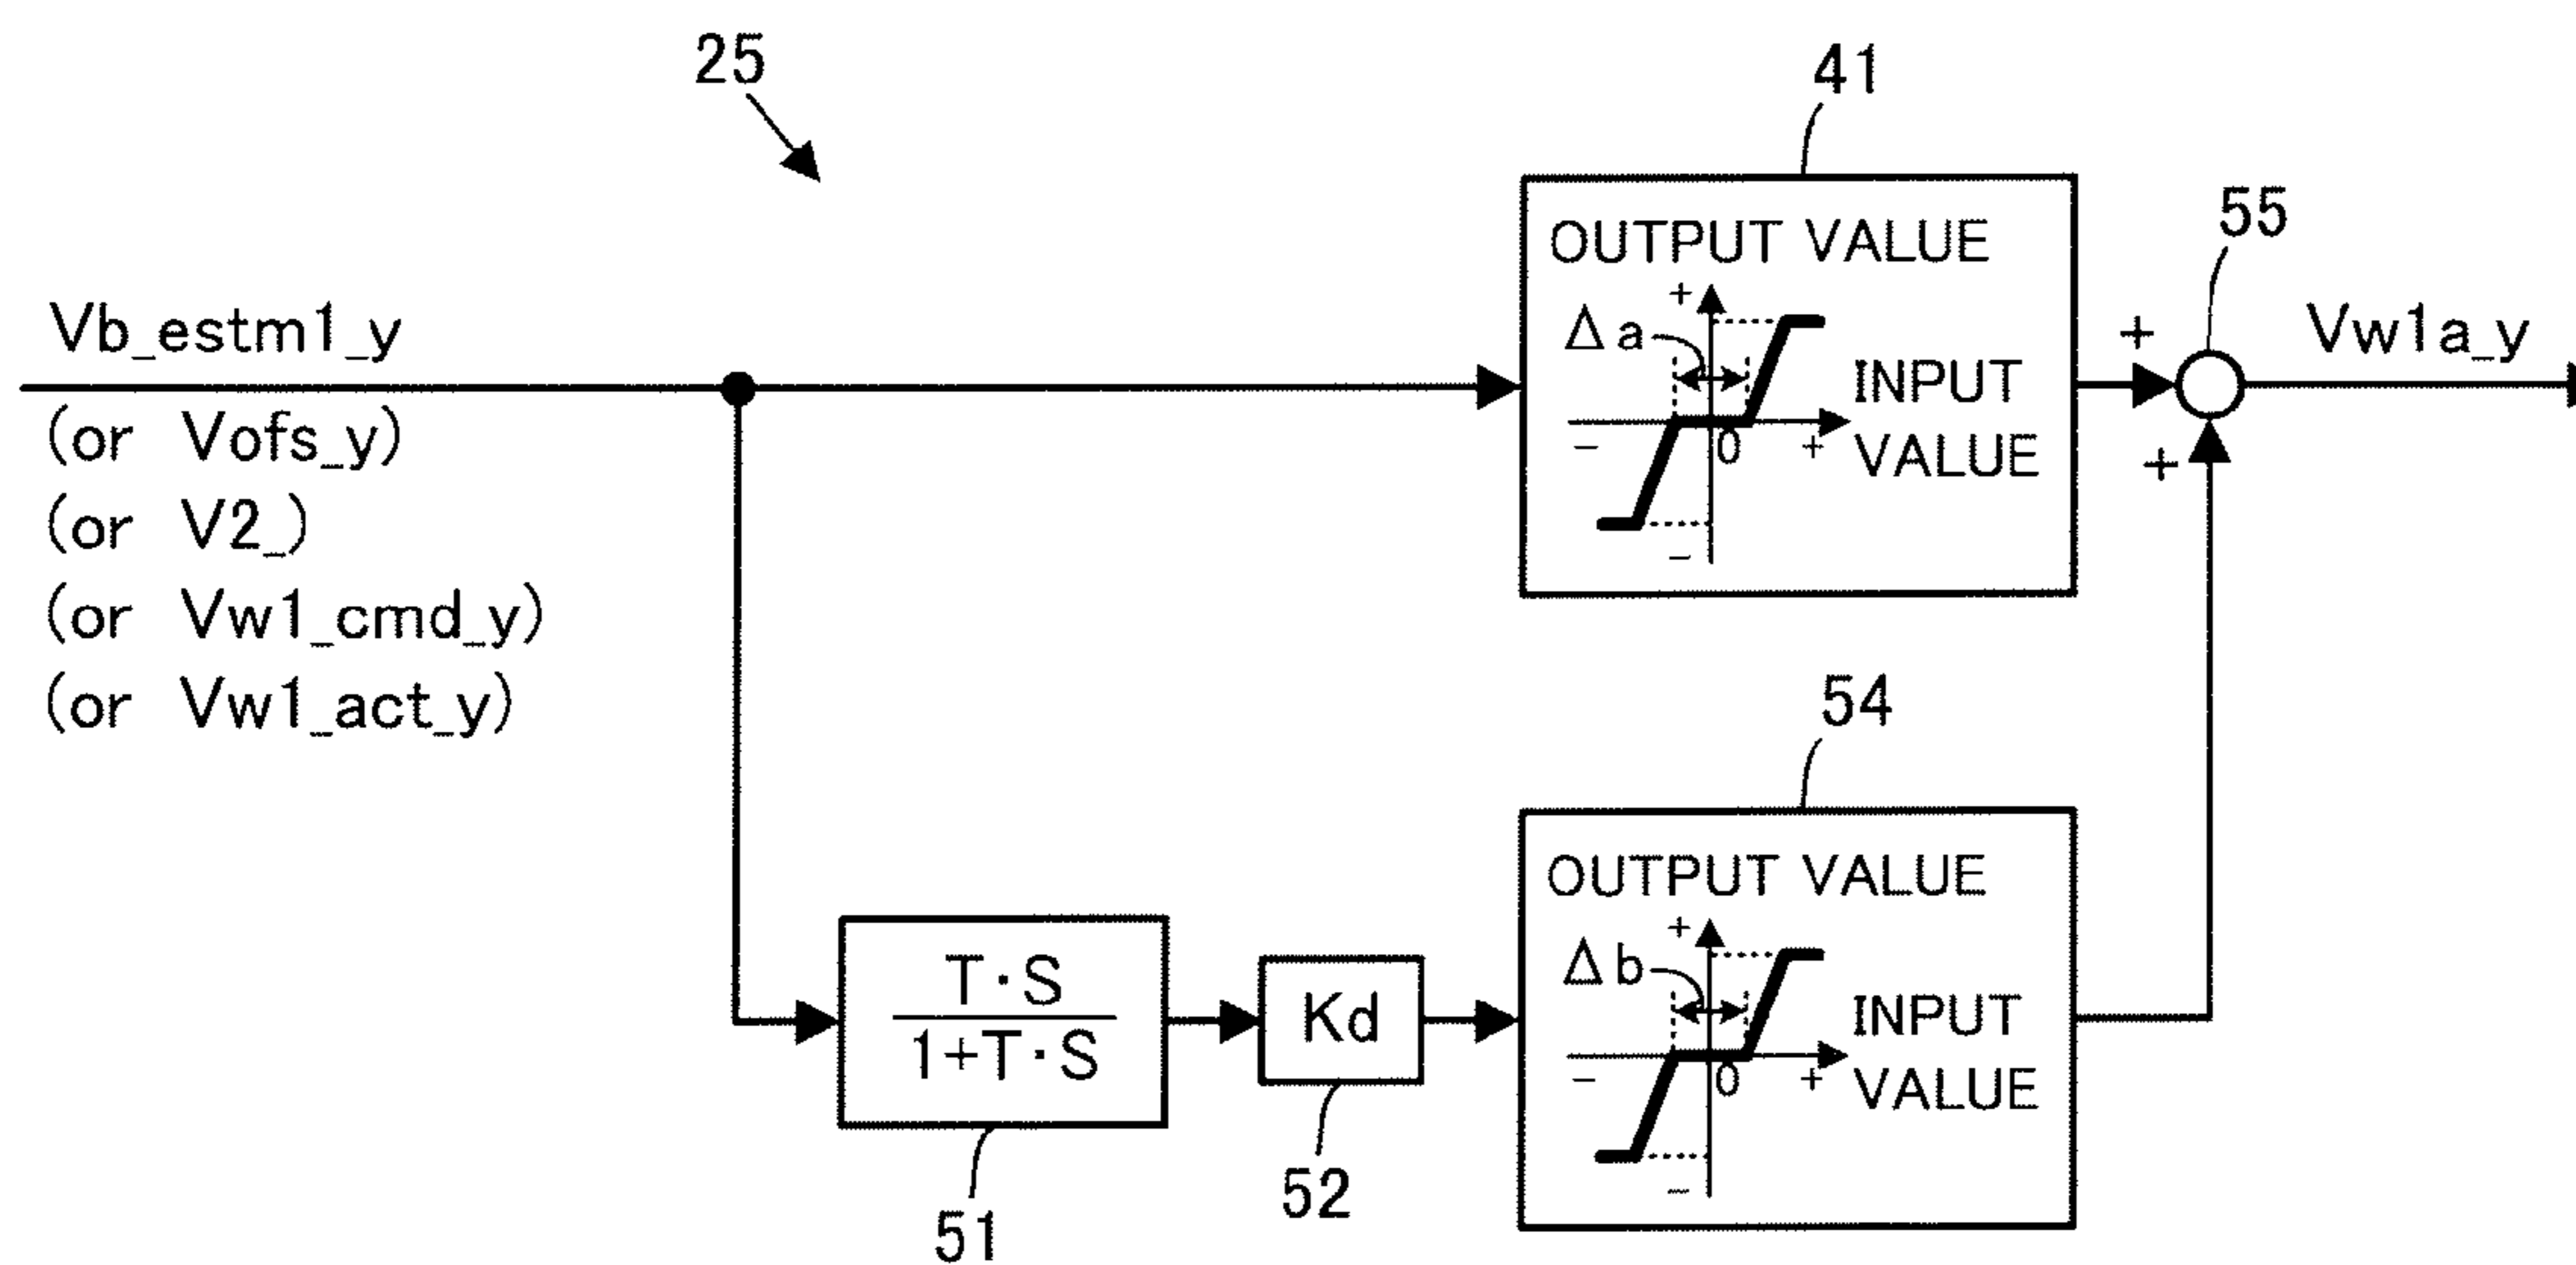 25
41
55
Vb_estm1_y
(or Vofs_y)
(or V2_)
(or Vw1_cmd_y)
(or Vw1_act_y)
OUTPUT VALUE
+
Δa
INPUT
VALUE
− 0 +
−
+
+
Vw1a_y
54
T·S
1+T·S
51
Kd
52
OUTPUT VALUE
+
Δb
INPUT
VALUE
− 0 +
−